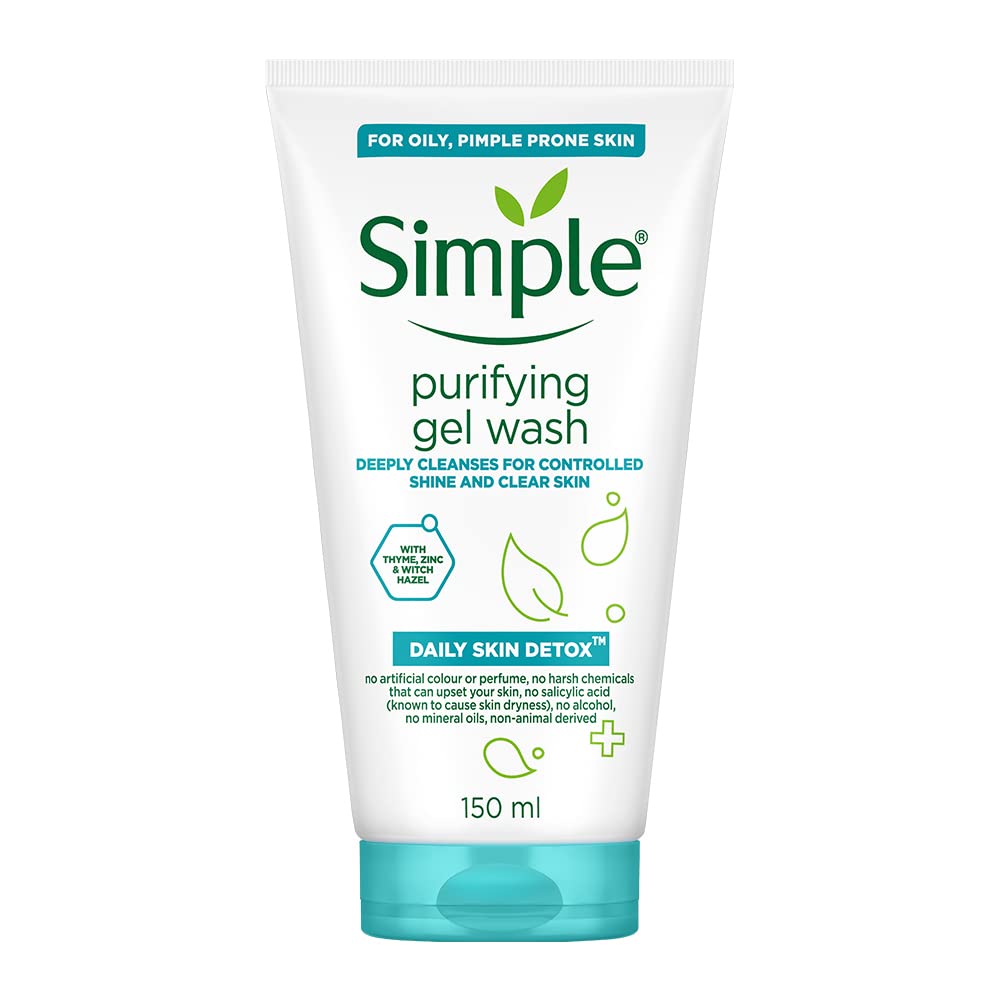 FOR OILY, PIMPLE PRONE SKIN
Simple®
purifying
gel wash
DEEPLY CLEANSES FOR CONTROLLED
SHINE AND CLEAR SKIN
WITH
THYME, ZINC
& WITCH
HAZEL
DAILY SKIN DETOX™
no artificial colour or perfume, no harsh chemicals
that can upset your skin, no salicylic acid
(known to cause skin dryness), no alcohol,
no mineral oils, non-animal derived
150 ml